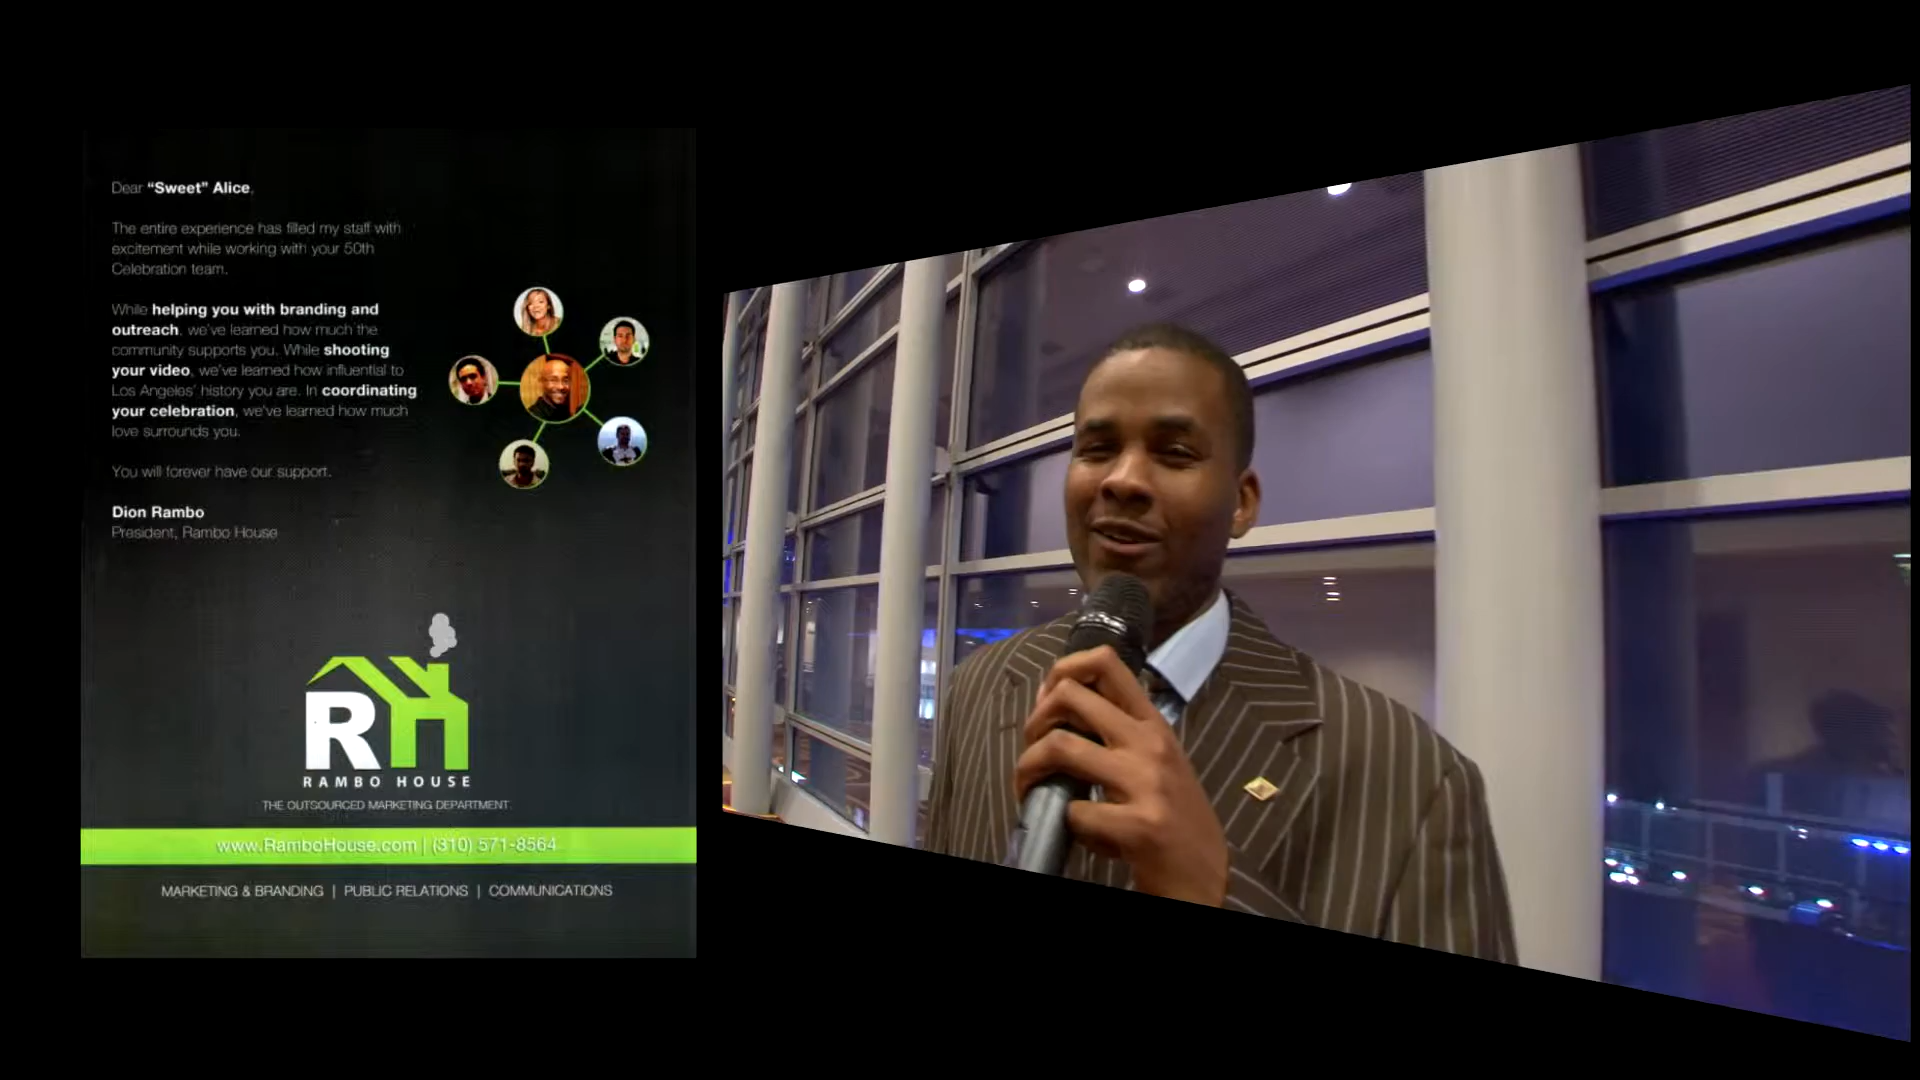 Dear “Sweet” Alice,
The entire experience has filled my staff with
excitement while working with your 50th
Celebration team.
While helping you with branding and
outreach, we've learned how much the
community supports you. While shooting
your video, we've learned how influential to
Los Angeles' history you are. In coordinating
your celebration, we've learned how much
love surrounds you.
You will forever have our support.
Dion Rambo
President, Rambo House
RH
RAMBO HOUSE
THE OUTSOURCED MARKETING DEPARTMENT
www.RamboHouse.com | (310) 571-8564
MARKETING & BRANDING | PUBLIC RELATIONS | COMMUNICATIONS